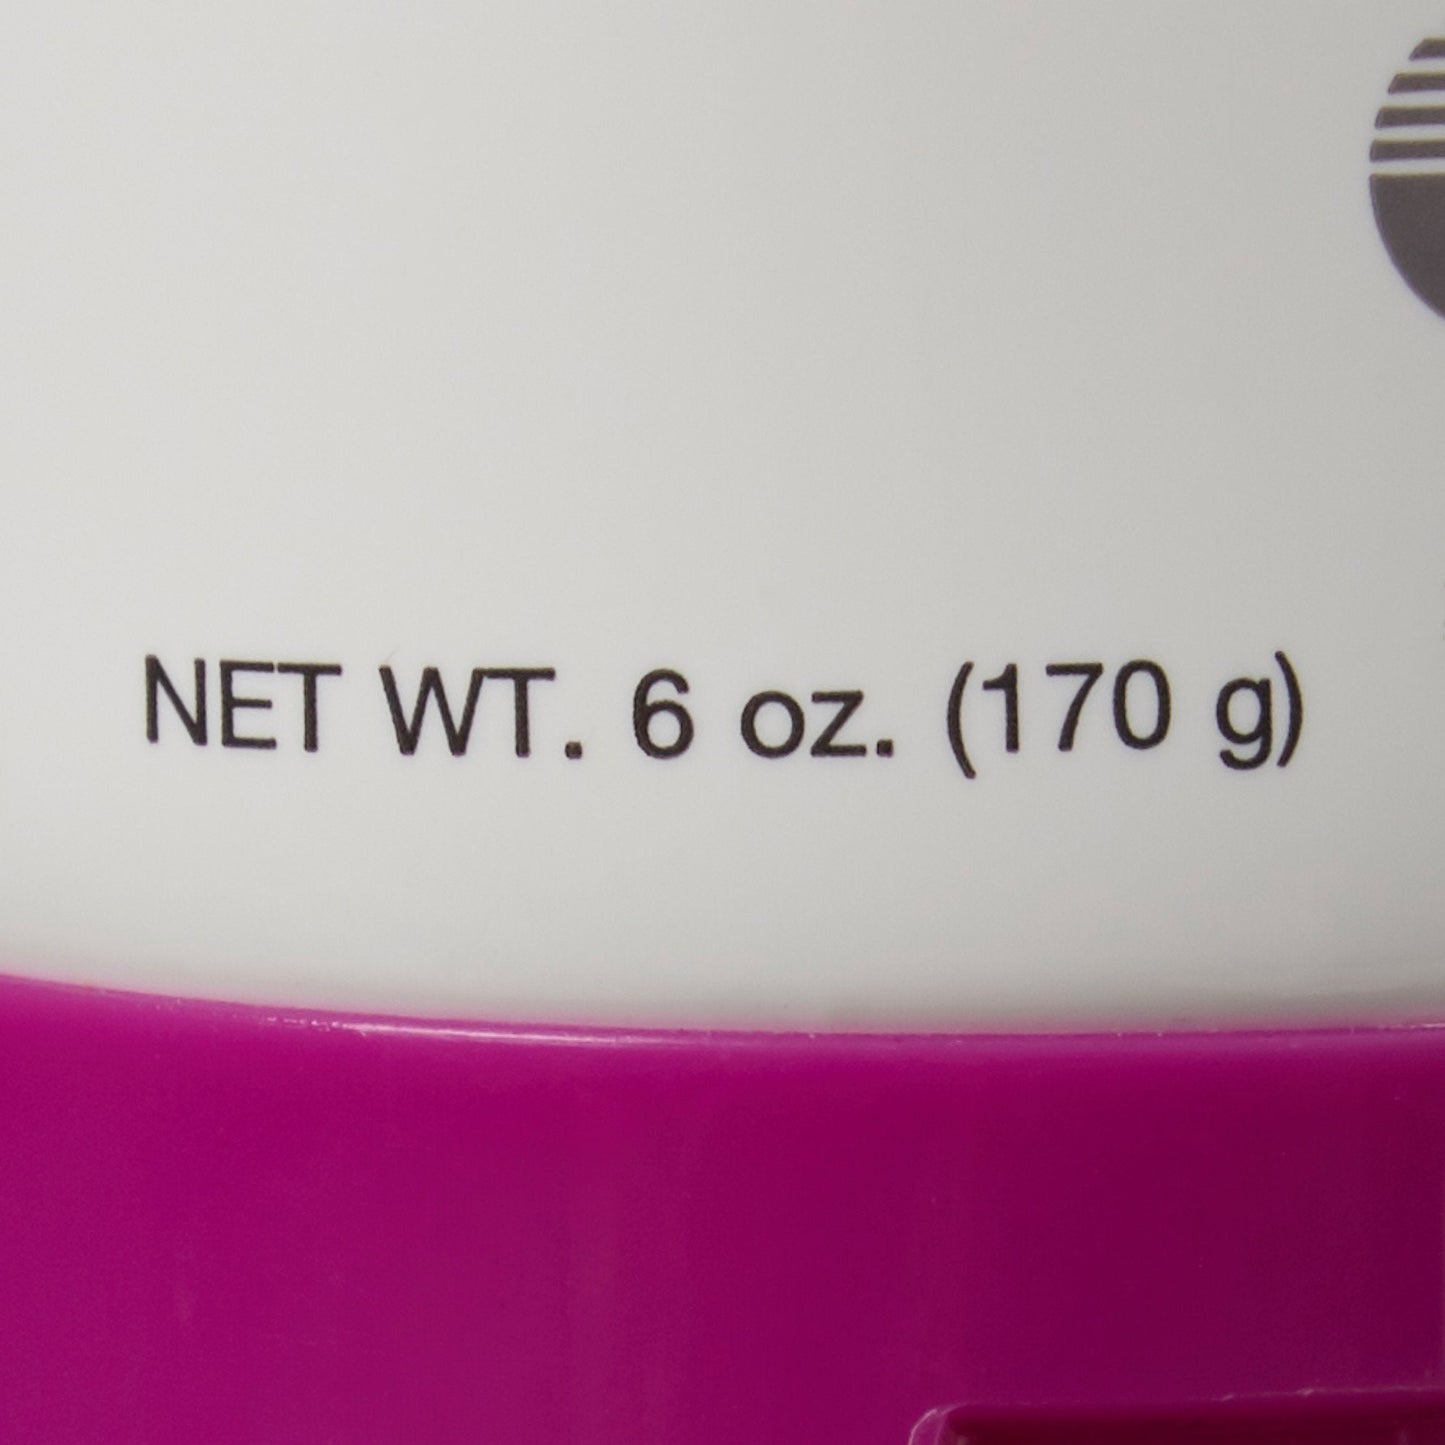 NET WT. 6 oz. (170 g)